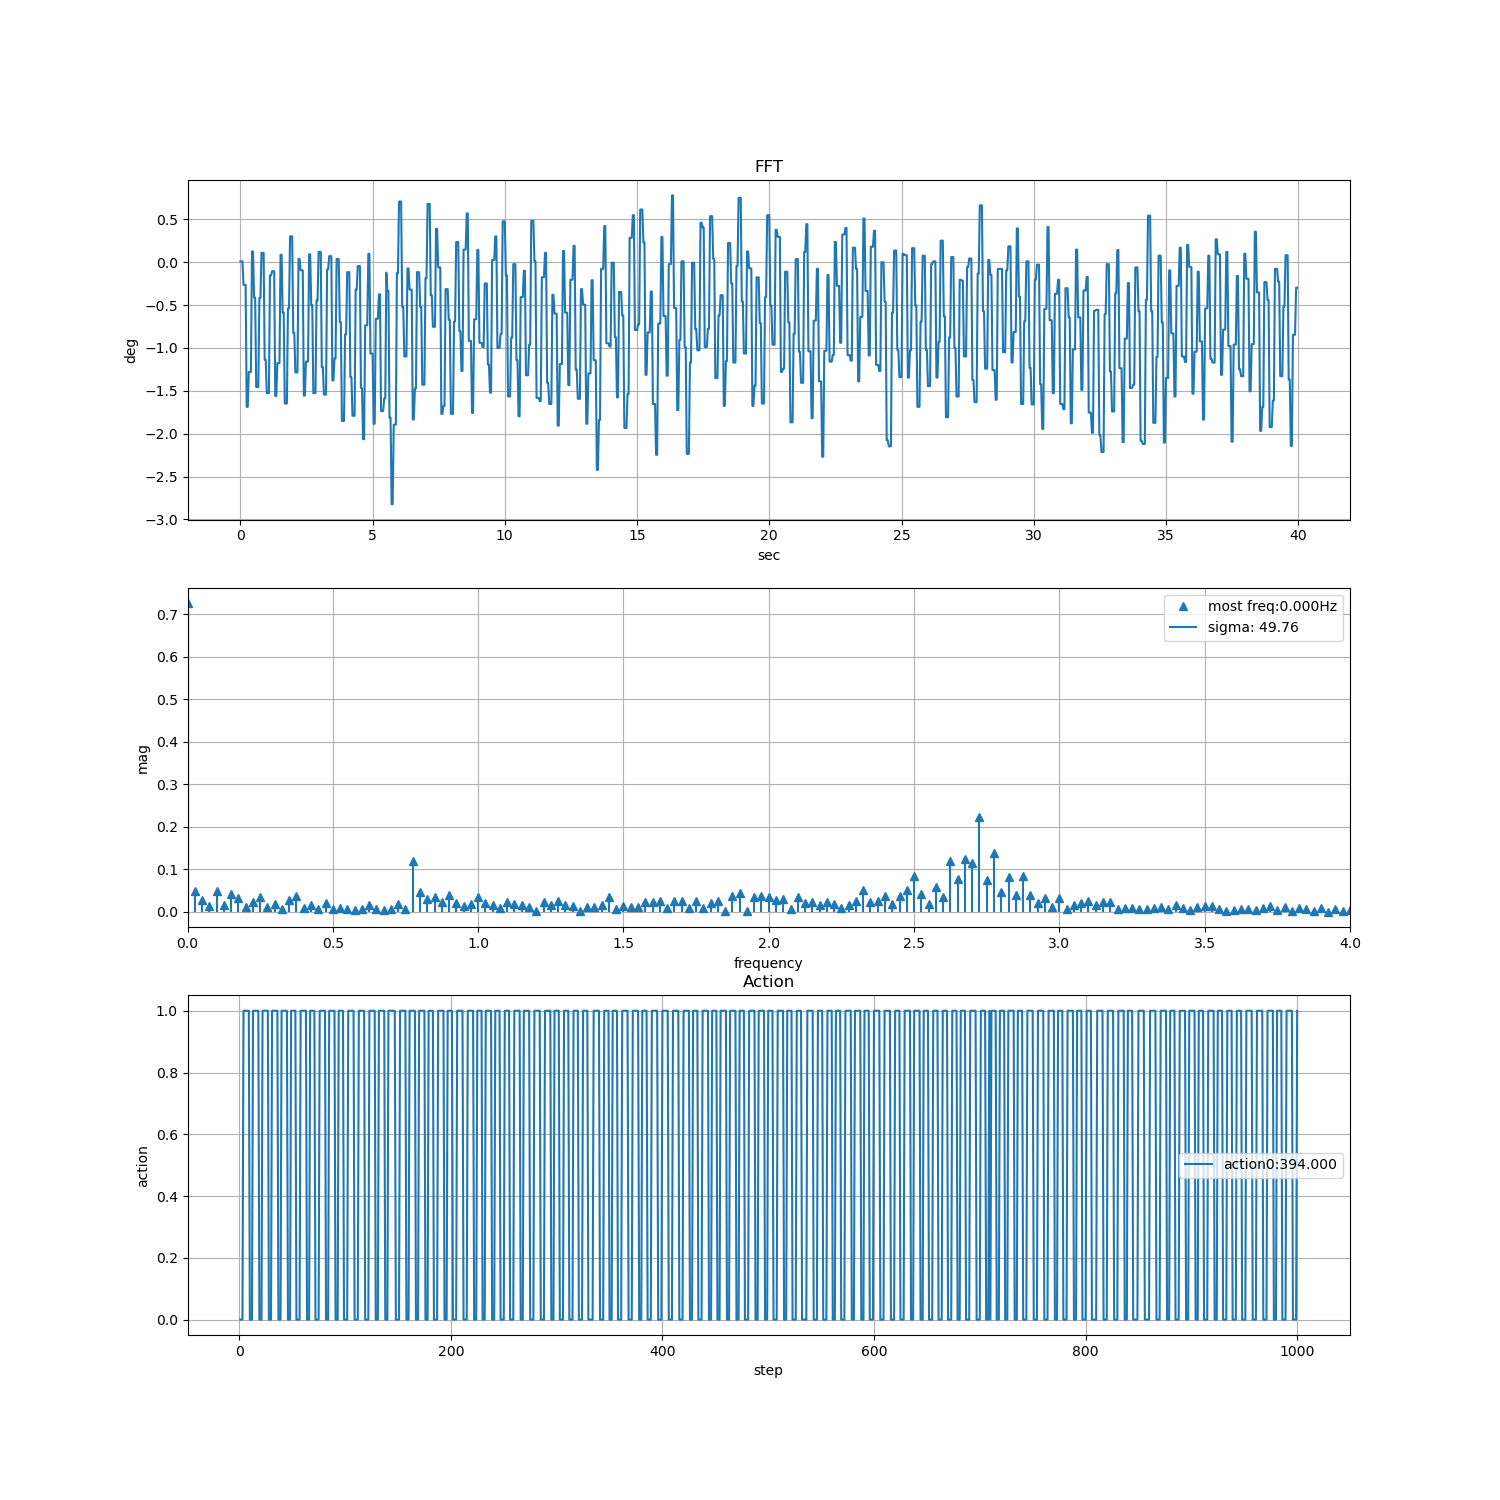 FFT
0.5
0.0
−0.5
−1.0
−1.5
−2.0
−2.5
−3.0
deg
0 5 10 15 20 25 30 35 40
sec
0.7
0.6
0.5
0.4
0.3
0.2
0.1
0.0
mag
most freq:0.000Hz
sigma: 49.76
0.0 0.5 1.0 1.5 2.0 2.5 3.0 3.5 4.0
frequency
Action
1.0
0.8
0.6
0.4
0.2
0.0
action
action0:394.000
0 200 400 600 800 1000
step